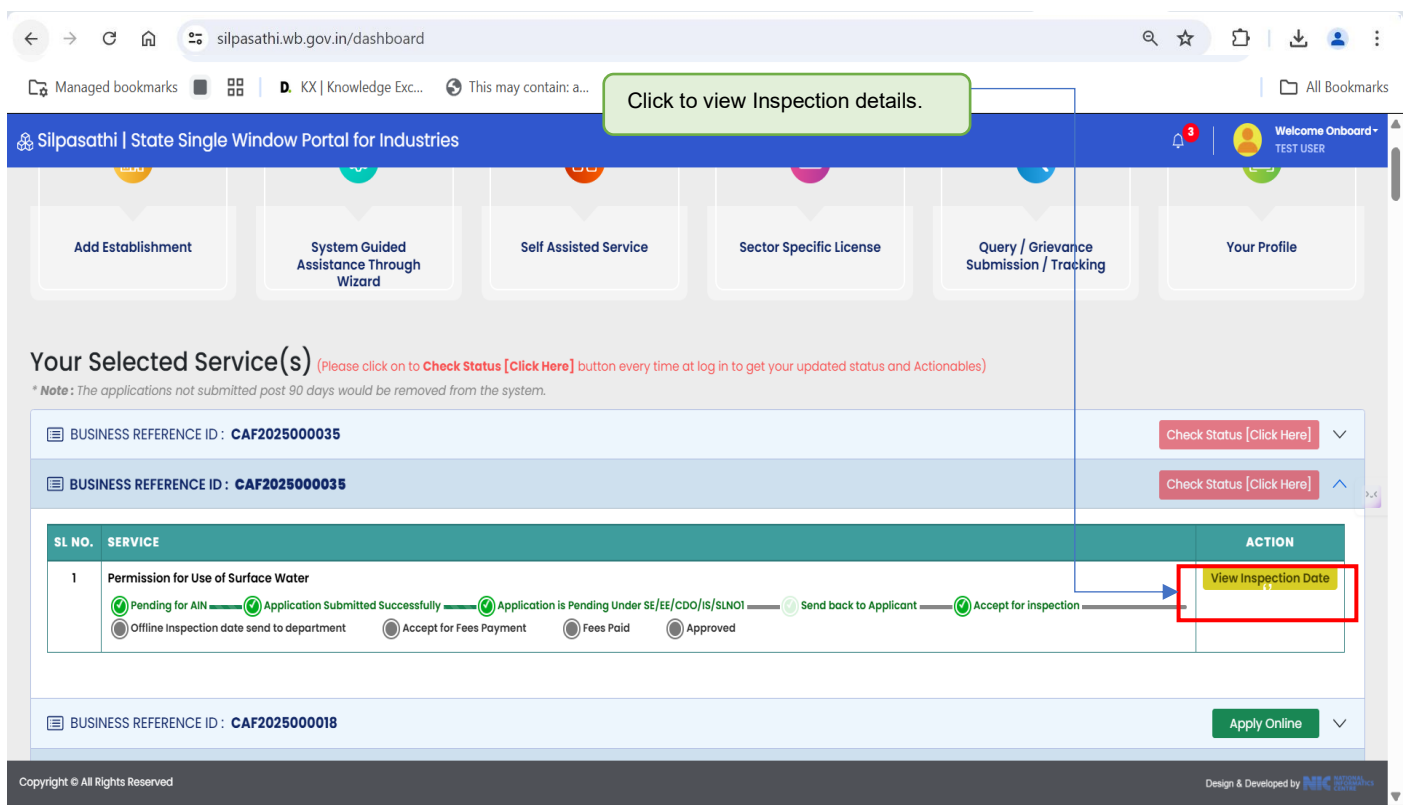 silpasathi.wb.gov.in/dashboard
Managed bookmarks
D. KX | Knowledge Exc...
This may contain: a...
All Bookmarks
Click to view Inspection details.
Silpasathi | State Single Window Portal for Industries
3
Welcome Onboard
TEST USER
Add Establishment
System Guided
Assistance Through
Wizard
Self Assisted Service
Sector Specific License
Query / Grievance
Submission / Tracking
Your Profile
Your Selected Service(s) (Please click on to Check Status [Click Here] button every time at log in to get your updated status and Actionables)
* Note : The applications not submitted post 90 days would be removed from the system.
BUSINESS REFERENCE ID : CAF2025000035
Check Status [Click Here]
BUSINESS REFERENCE ID : CAF2025000035
Check Status [Click Here]
SL NO. SERVICE ACTION
1 Permission for Use of Surface Water
View Inspection Date
Pending for AIN Application Submitted Successfully Application is Pending Under SE/EE/CDO/IS/SLNO1 Send back to Applicant Accept for inspection
Offline Inspection date send to department Accept for Fees Payment Fees Paid Approved
BUSINESS REFERENCE ID : CAF2025000018
Apply Online
Copyright © All Rights Reserved
Design & Developed by NIC NATIONAL
INFORMATICS
CENTRE